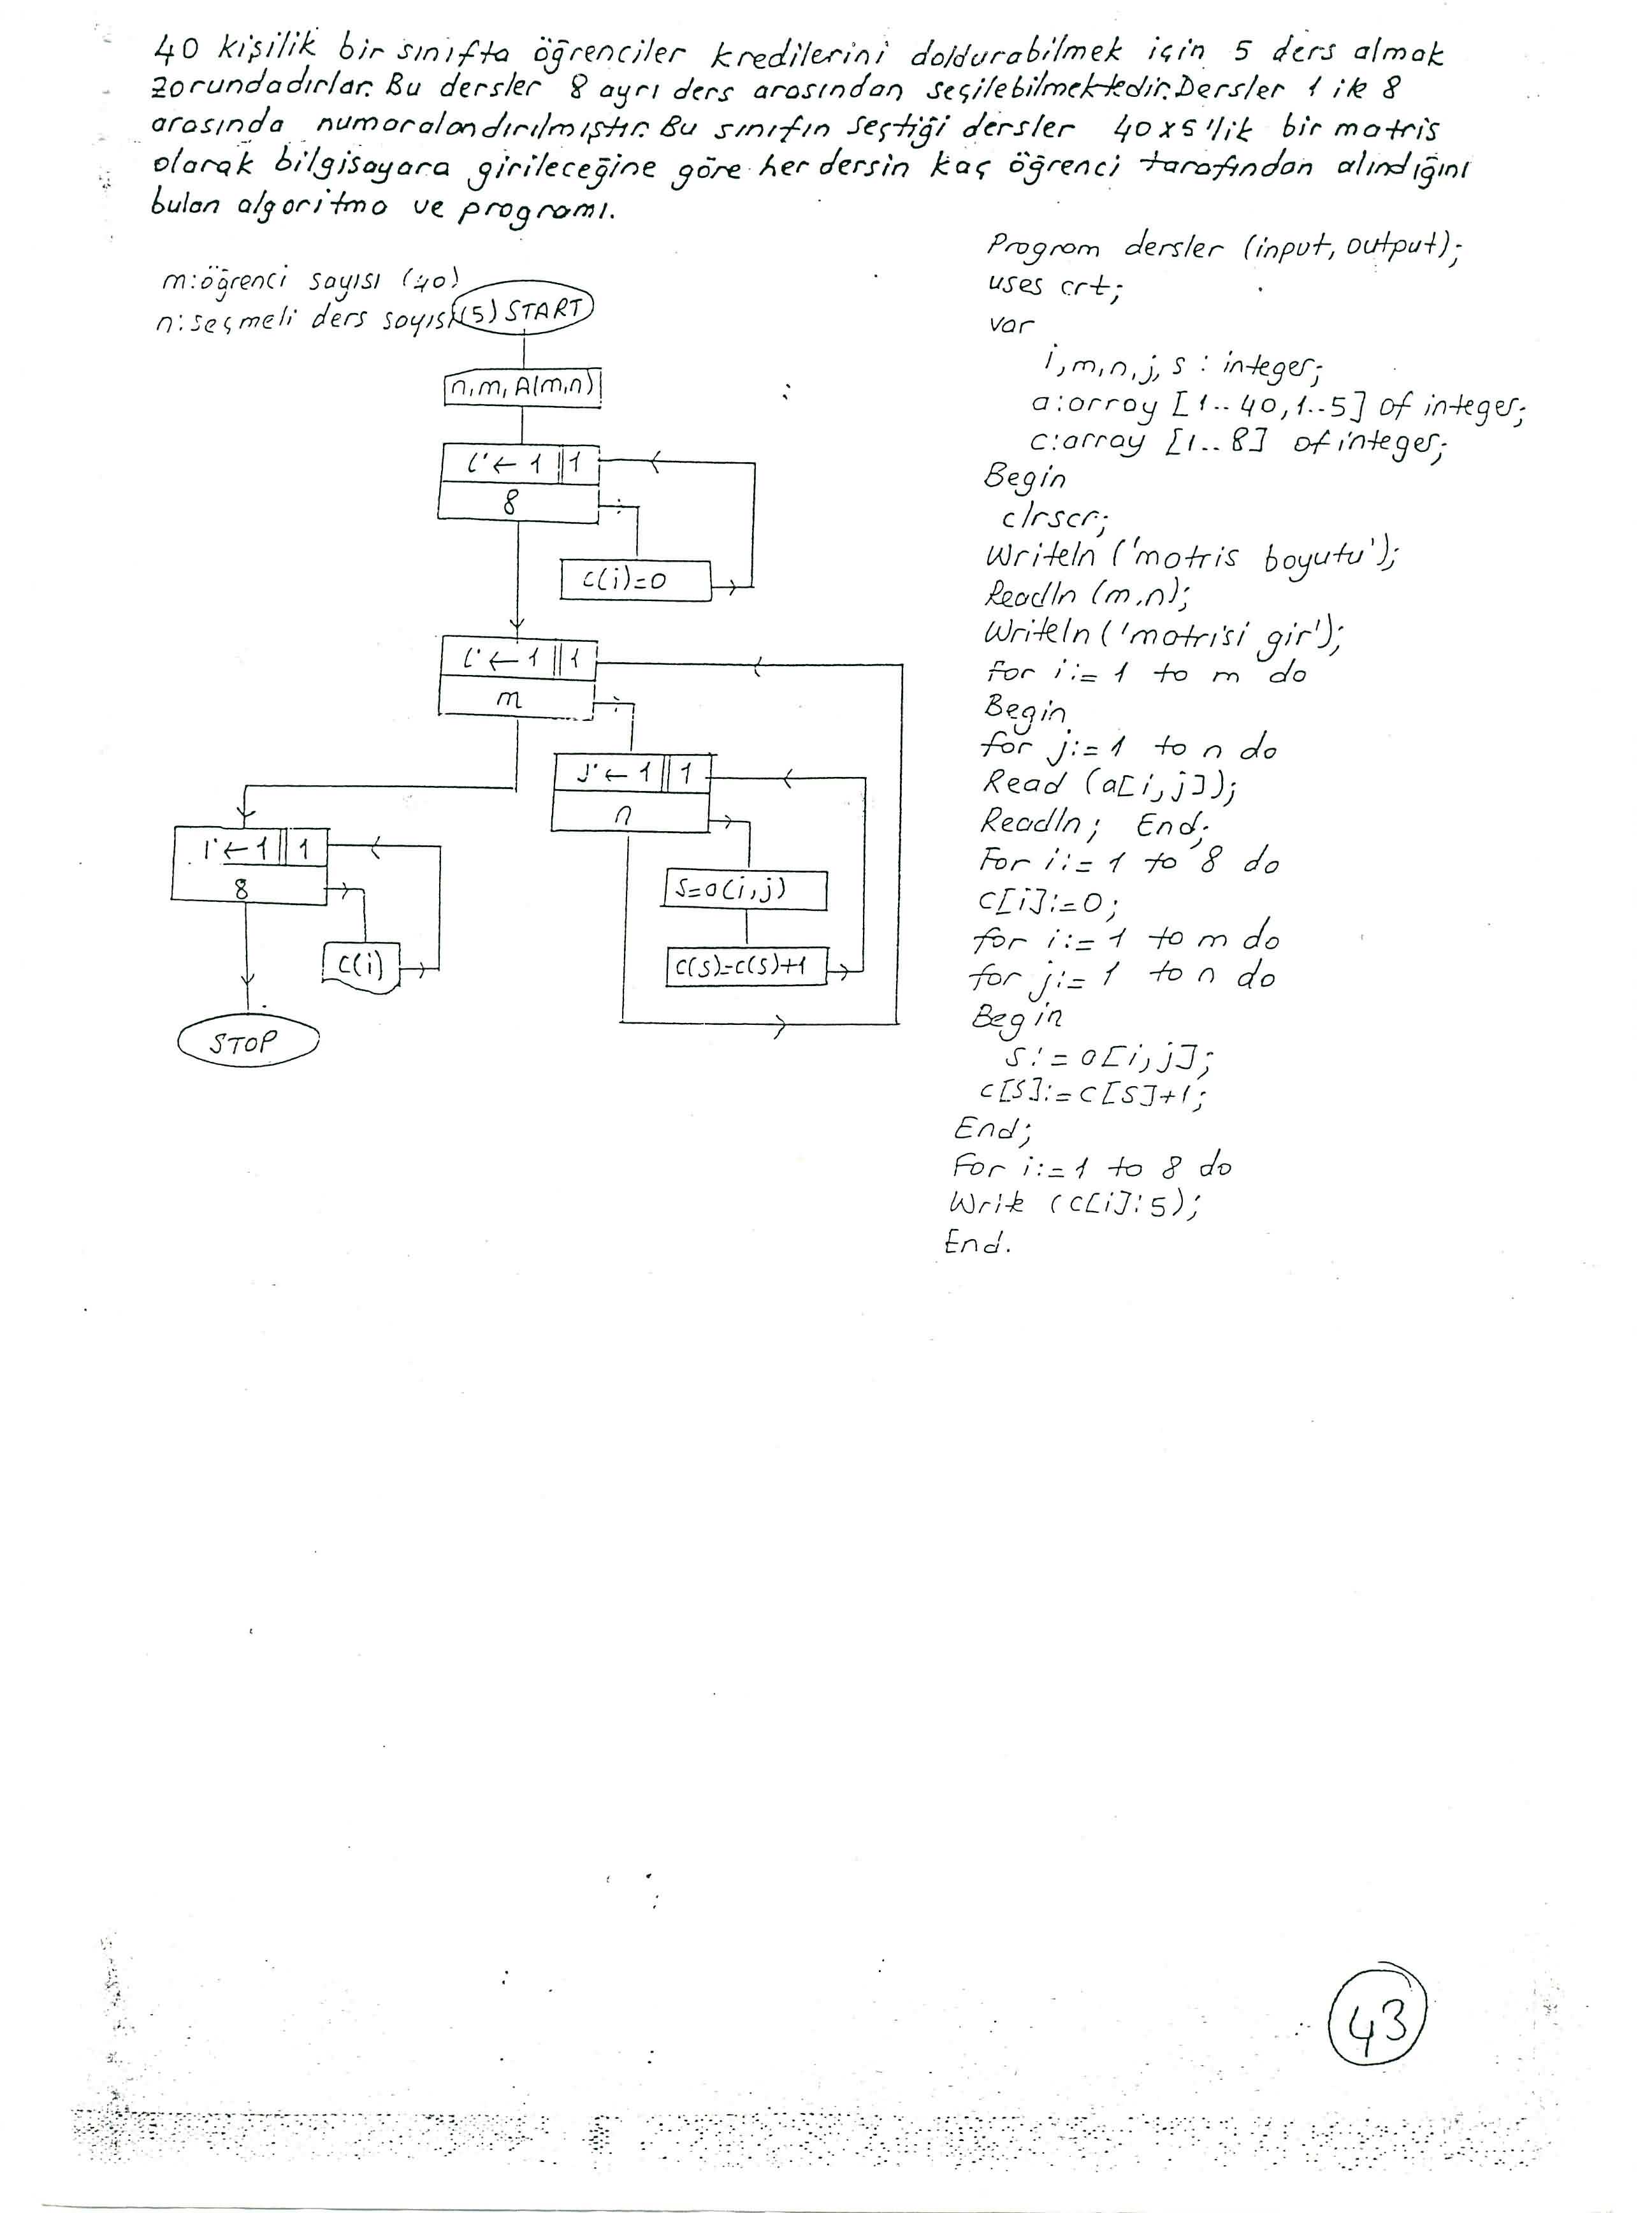 40 kişilik bir sınıfta öğrenciler kredilerini doldurabilmek için 5 ders almak
zorundadırlar. Bu dersler 8 ayrı ders arasından seçilebilmektedir. Dersler 1 ile 8
arasında numaralandırılmıştır. Bu sınıfın seçtiği dersler 40x5'lik bir matris
olarak bilgisayara girileceğine göre her dersin kaç öğrenci tarafından alındığını
bulan algoritma ve programı.
m:öğrenci sayısı (40)
n:seçmeli ders sayısı(5)
START
n,m,A(m,n)
i ← 1 || 1
8
c(i)=0
i ← 1 || 1
m
j ← 1 || 1
n
s=a(i,j)
c(s)=c(s)+1
i ← 1 || 1
8
c(i)
STOP
Program dersler (input, output);
uses crt;
var
i,m,n,j,s : integer;
a:array [1..40,1..5] of integer;
c:array [1..8] of integer;
Begin
clrscr;
Writeln ('matris boyutu');
Readln (m,n);
Writeln ('matrisi gir');
for i:= 1 to m do
Begin
for j:= 1 to n do
Read (a[i,j]);
Readln; End;
For i:= 1 to 8 do
c[i]:=0;
for i:= 1 to m do
for j:= 1 to n do
Begin
s:= a[i,j];
c[s]:=c[s]+1;
End;
For i:=1 to 8 do
Write (c[i]:5);
End.
43